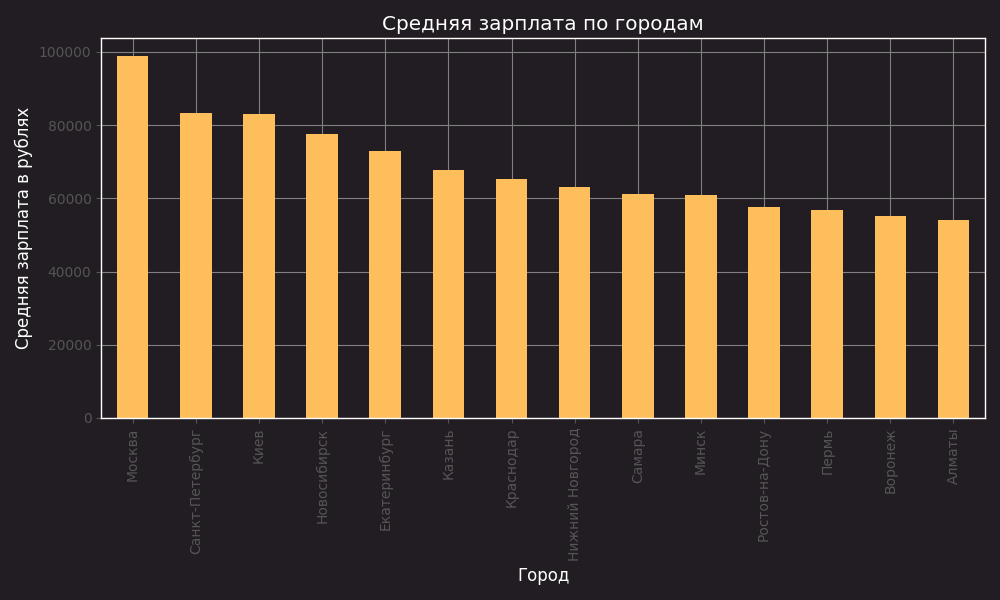 Средняя зарплата по городам
Средняя зарплата в рублях
100000
80000
60000
40000
20000
0
Москва
Санкт-Петербург
Киев
Новосибирск
Екатеринбург
Казань
Краснодар
Нижний Новгород
Самара
Минск
Ростов-на-Дону
Пермь
Воронеж
Алматы
Город